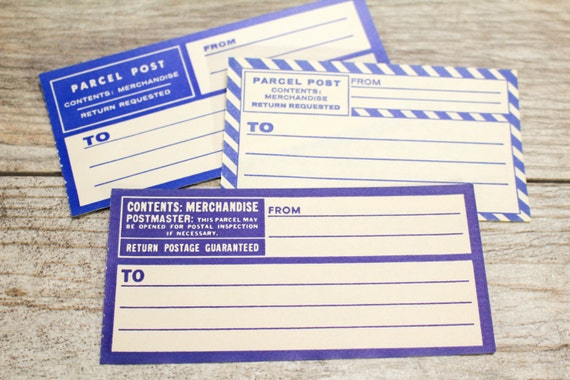 PARCEL POST
CONTENTS: MERCHANDISE
RETURN REQUESTED
FROM
TO
PARCEL POST
CONTENTS:
MERCHANDISE
RETURN REQUESTED
FROM
TO
CONTENTS: MERCHANDISE
POSTMASTER: THIS PARCEL MAY
BE OPENED FOR POSTAL INSPECTION
IF NECESSARY.
RETURN POSTAGE GUARANTEED
FROM
TO